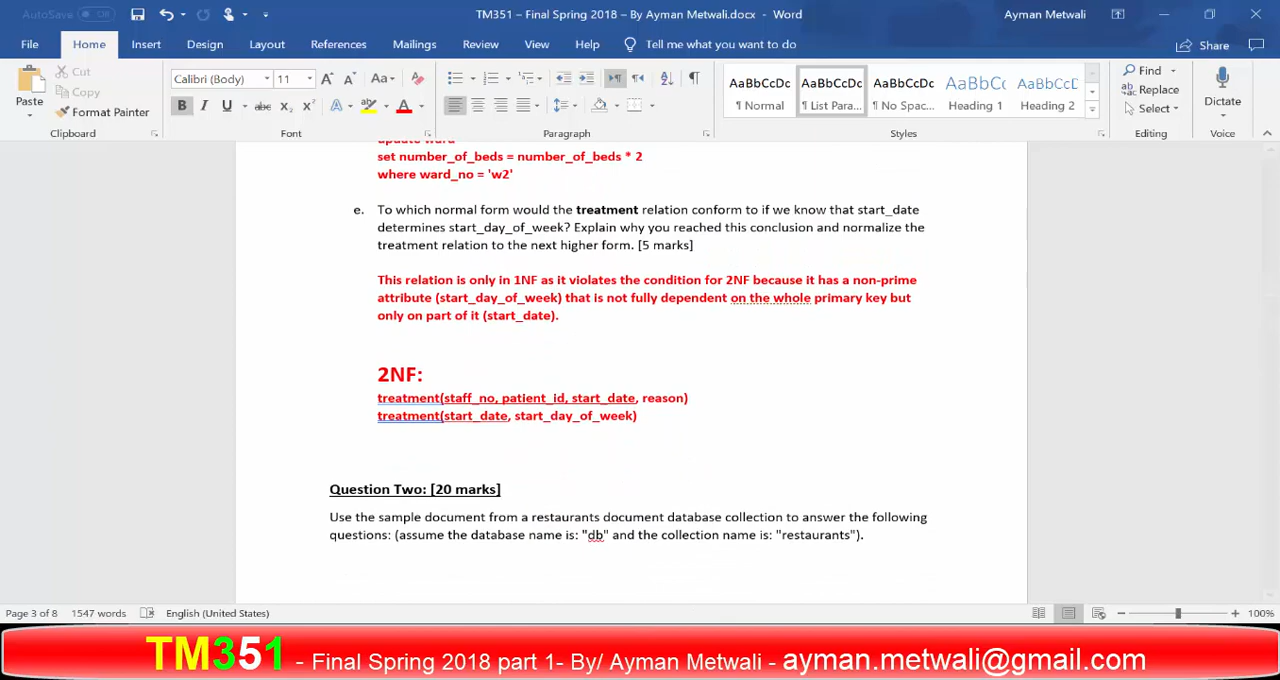 AutoSave Off
TM351 – Final Spring 2018 – By Ayman Metwali.docx - Word
Ayman Metwali
File Home Insert Design Layout References Mailings Review View Help Tell me what you want to do Share
Paste
Cut
Copy
Format Painter
Clipboard
Calibri (Body) 11
Font
Paragraph
AaBbCcDc AaBbCcDc AaBbCcDc AaBbCc AaBbCcD
¶ Normal ¶ List Para... ¶ No Spac... Heading 1 Heading 2
Styles
Find
Replace
Select
Editing
Dictate
Voice
update ward
set number_of_beds = number_of_beds * 2
where ward_no = 'w2'
e. To which normal form would the treatment relation conform to if we know that start_date
determines start_day_of_week? Explain why you reached this conclusion and normalize the
treatment relation to the next higher form. [5 marks]
This relation is only in 1NF as it violates the condition for 2NF because it has a non-prime
attribute (start_day_of_week) that is not fully dependent on the whole primary key but
only on part of it (start_date).
2NF:
treatment(staff_no, patient_id, start_date, reason)
treatment(start_date, start_day_of_week)
Question Two: [20 marks]
Use the sample document from a restaurants document database collection to answer the following
questions: (assume the database name is: "db" and the collection name is: "restaurants").
Page 3 of 8 1547 words English (United States) 100%
TM351 - Final Spring 2018 part 1- By/ Ayman Metwali - ayman.metwali@gmail.com